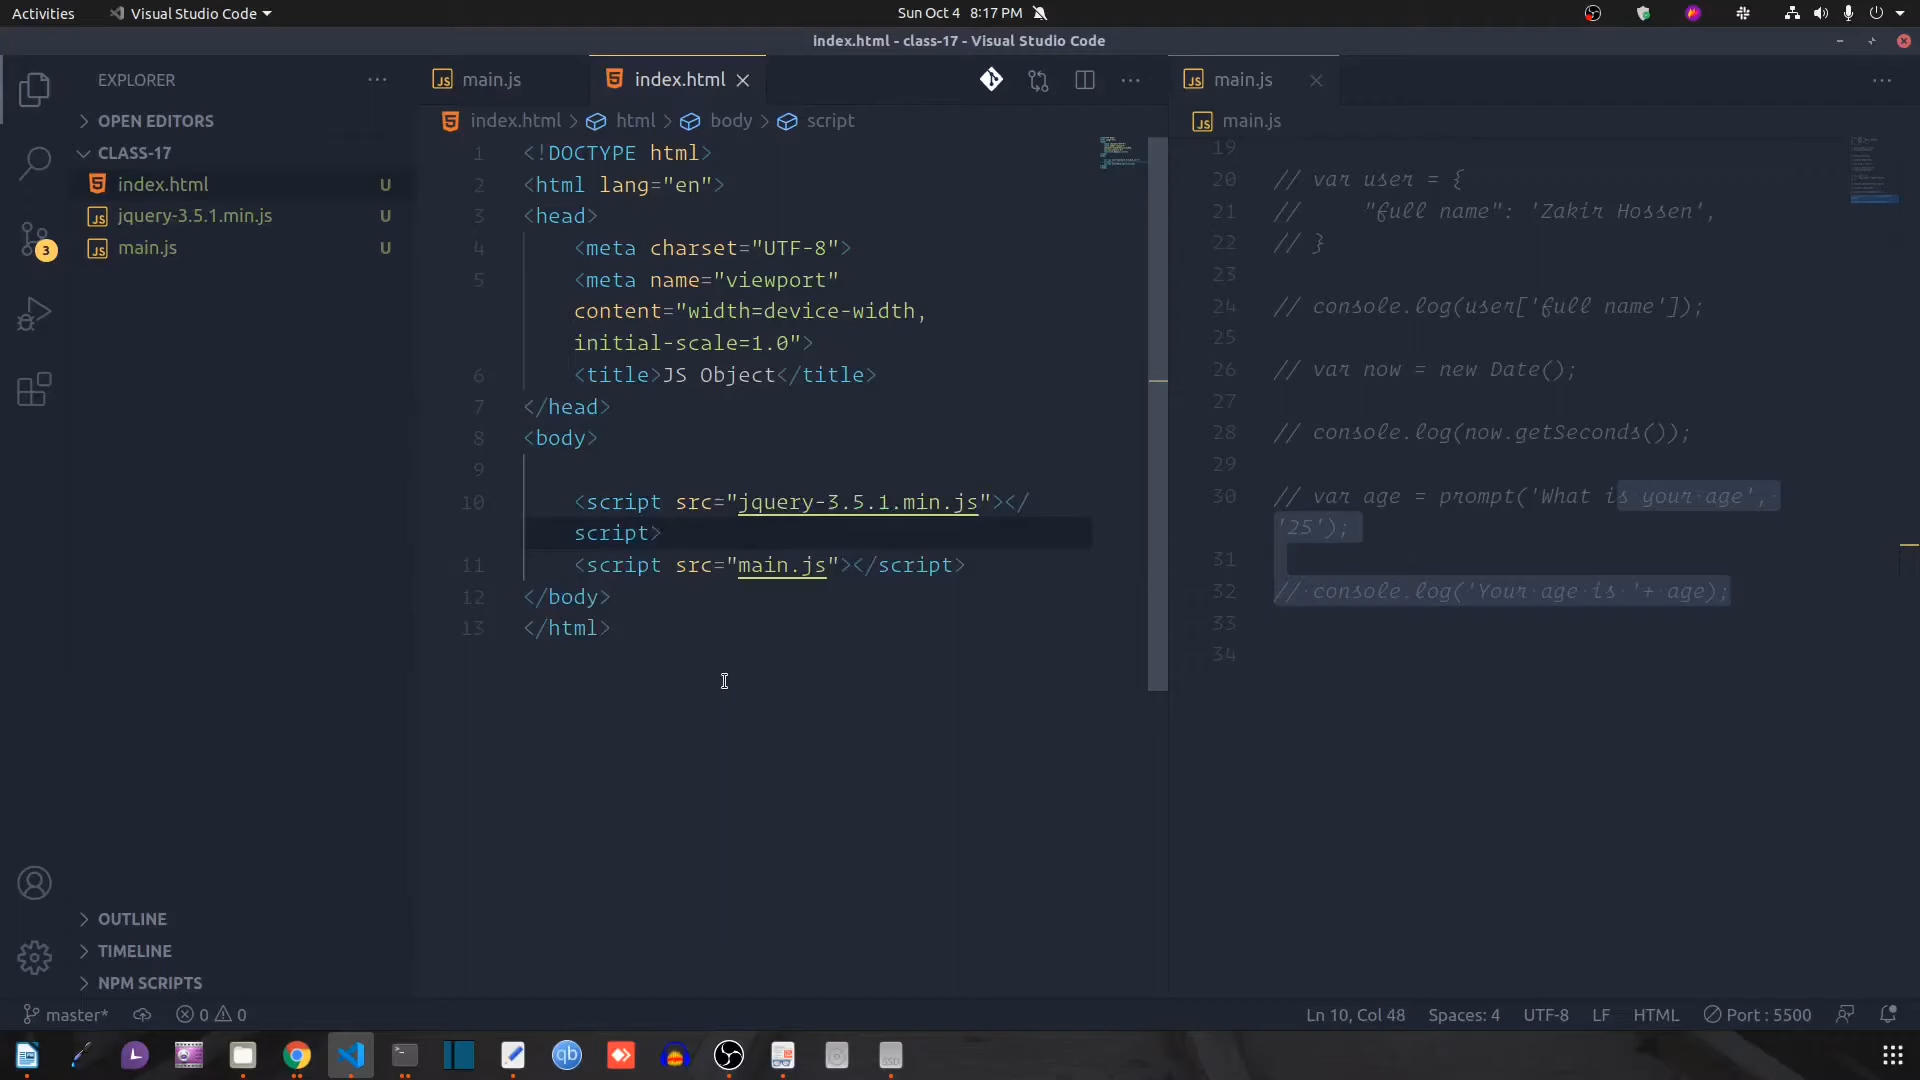 Activities
Visual Studio Code
Sun Oct 4 8:17 PM
index.html - class-17 - Visual Studio Code
EXPLORER
OPEN EDITORS
CLASS-17
index.html U
jquery-3.5.1.min.js U
main.js U
3
OUTLINE
TIMELINE
NPM SCRIPTS
JS main.js
index.html
index.html > html > body > script
1 <!DOCTYPE html>
2 <html lang="en">
3 <head>
4 <meta charset="UTF-8">
5 <meta name="viewport"
content="width=device-width,
initial-scale=1.0">
6 <title>JS Object</title>
7 </head>
8 <body>
9
10 <script src="jquery-3.5.1.min.js"></
script>
11 <script src="main.js"></script>
12 </body>
13 </html>
JS main.js
JS main.js
19
20 // var user = {
21 // "full name": 'Zakir Hossen',
22 // }
23
24 // console.log(user['full name']);
25
26 // var now = new Date();
27
28 // console.log(now.getSeconds());
29
30 // var age = prompt('What is your age',
'25');
31
32 // console.log('Your age is '+ age);
33
34
master* 0 0
Ln 10, Col 48 Spaces: 4 UTF-8 LF HTML Port : 5500
qb
SSD